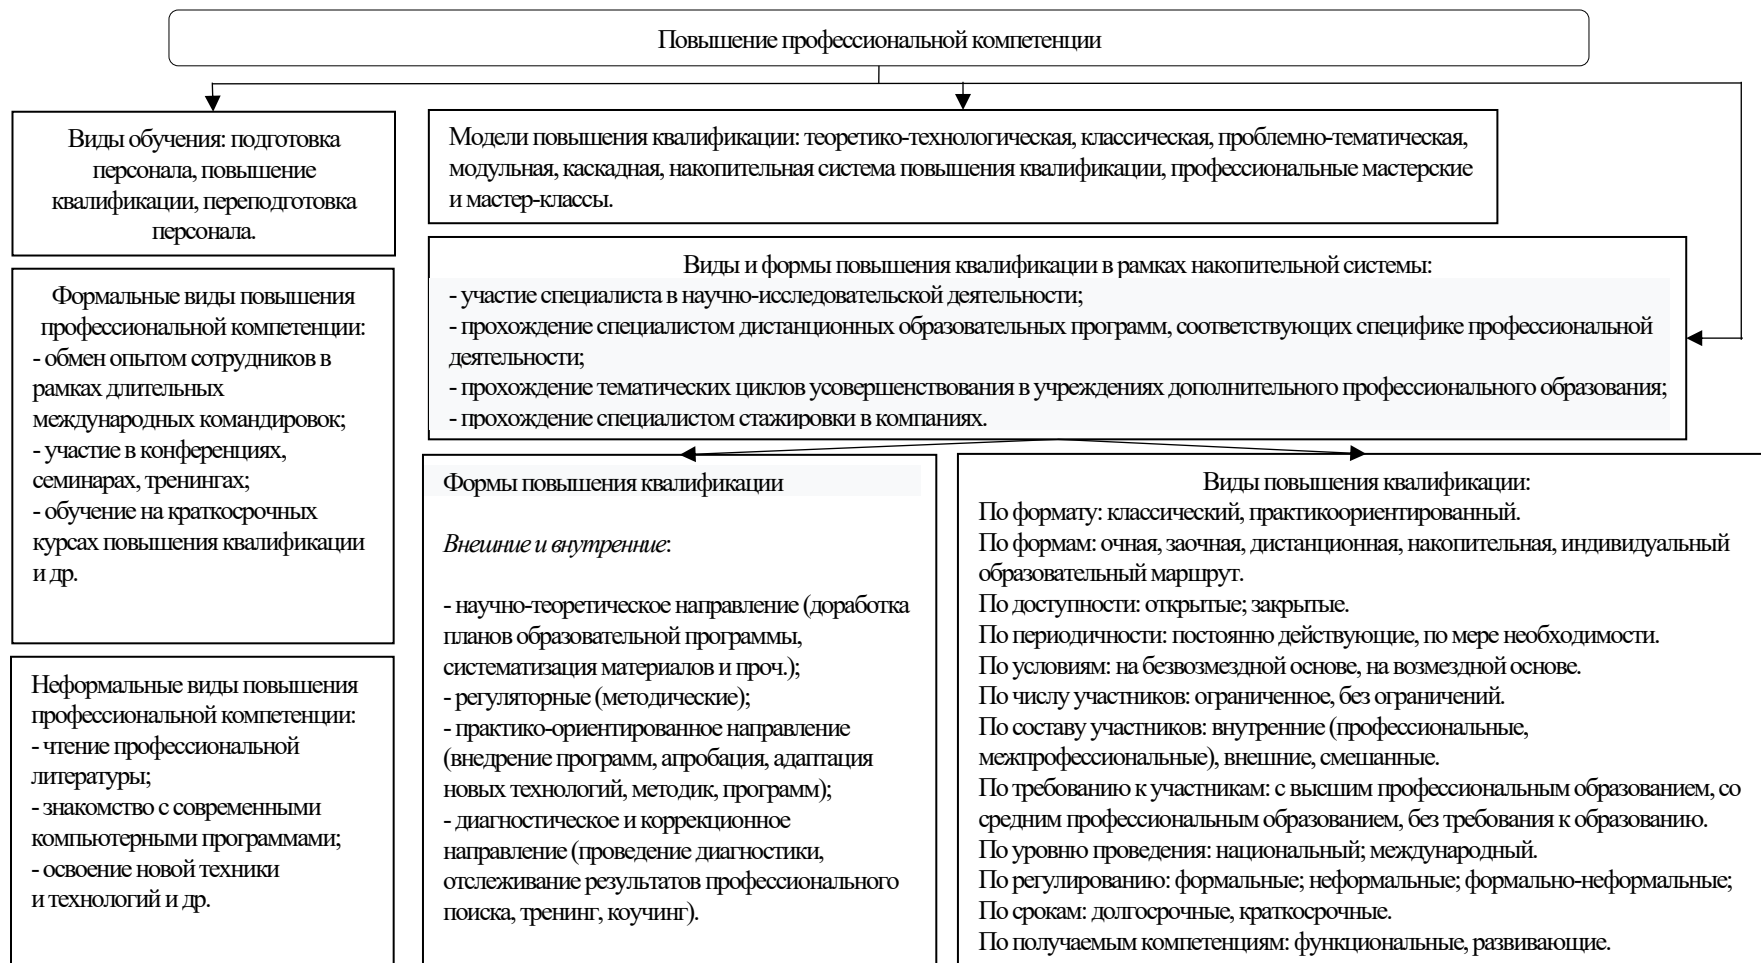 Повышение профессиональной компетенции
Виды обучения: подготовка
персонала, повышение
квалификации, переподготовка
персонала.
Формальные виды повышения
профессиональной компетенции:
- обмен опытом сотрудников в
рамках длительных
международных командировок;
- участие в конференциях,
семинарах, тренингах;
- обучение на краткосрочных
курсах повышения квалификации
и др.
Неформальные виды повышения
профессиональной компетенции:
- чтение профессиональной
литературы;
- знакомство с современными
компьютерными программами;
- освоение новой техники
и технологий и др.
Модели повышения квалификации: теоретико-технологическая, классическая, проблемно-тематическая,
модульная, каскадная, накопительная система повышения квалификации, профессиональные мастерские
и мастер-классы.
Виды и формы повышения квалификации в рамках накопительной системы:
- участие специалиста в научно-исследовательской деятельности;
- прохождение специалистом дистанционных образовательных программ, соответствующих специфике профессиональной
деятельности;
- прохождение тематических циклов усовершенствования в учреждениях дополнительного профессионального образования;
- прохождение специалистом стажировки в компаниях.
Формы повышения квалификации
Внешние и внутренние:
- научно-теоретическое направление (доработка
планов образовательной программы,
систематизация материалов и проч.);
- регуляторные (методические);
- практико-ориентированное направление
(внедрение программ, апробация, адаптация
новых технологий, методик, программ);
- диагностическое и коррекционное
направление (проведение диагностики,
отслеживание результатов профессионального
поиска, тренинг, коучинг).
Виды повышения квалификации:
По формату: классический, практикоориентированный.
По формам: очная, заочная, дистанционная, накопительная, индивидуальный
образовательный маршрут.
По доступности: открытые; закрытые.
По периодичности: постоянно действующие, по мере необходимости.
По условиям: на безвозмездной основе, на возмездной основе.
По числу участников: ограниченное, без ограничений.
По составу участников: внутренние (профессиональные,
межпрофессиональные), внешние, смешанные.
По требованию к участникам: с высшим профессиональным образованием, со
средним профессиональным образованием, без требования к образованию.
По уровню проведения: национальный; международный.
По регулированию: формальные; неформальные; формально-неформальные;
По срокам: долгосрочные, краткосрочные.
По получаемым компетенциям: функциональные, развивающие.